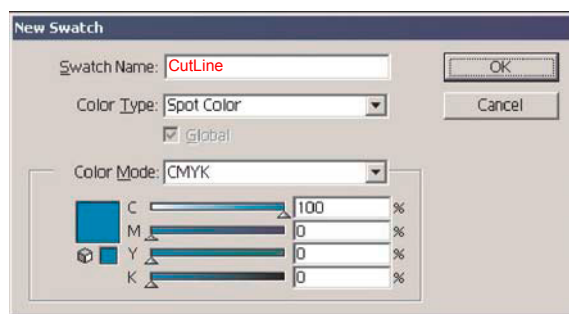 New Swatch
Swatch Name: CutLine
OK
Color Type: Spot Color
Cancel
Global
Color Mode: CMYK
C 100 %
M 0 %
Y 0 %
K 0 %